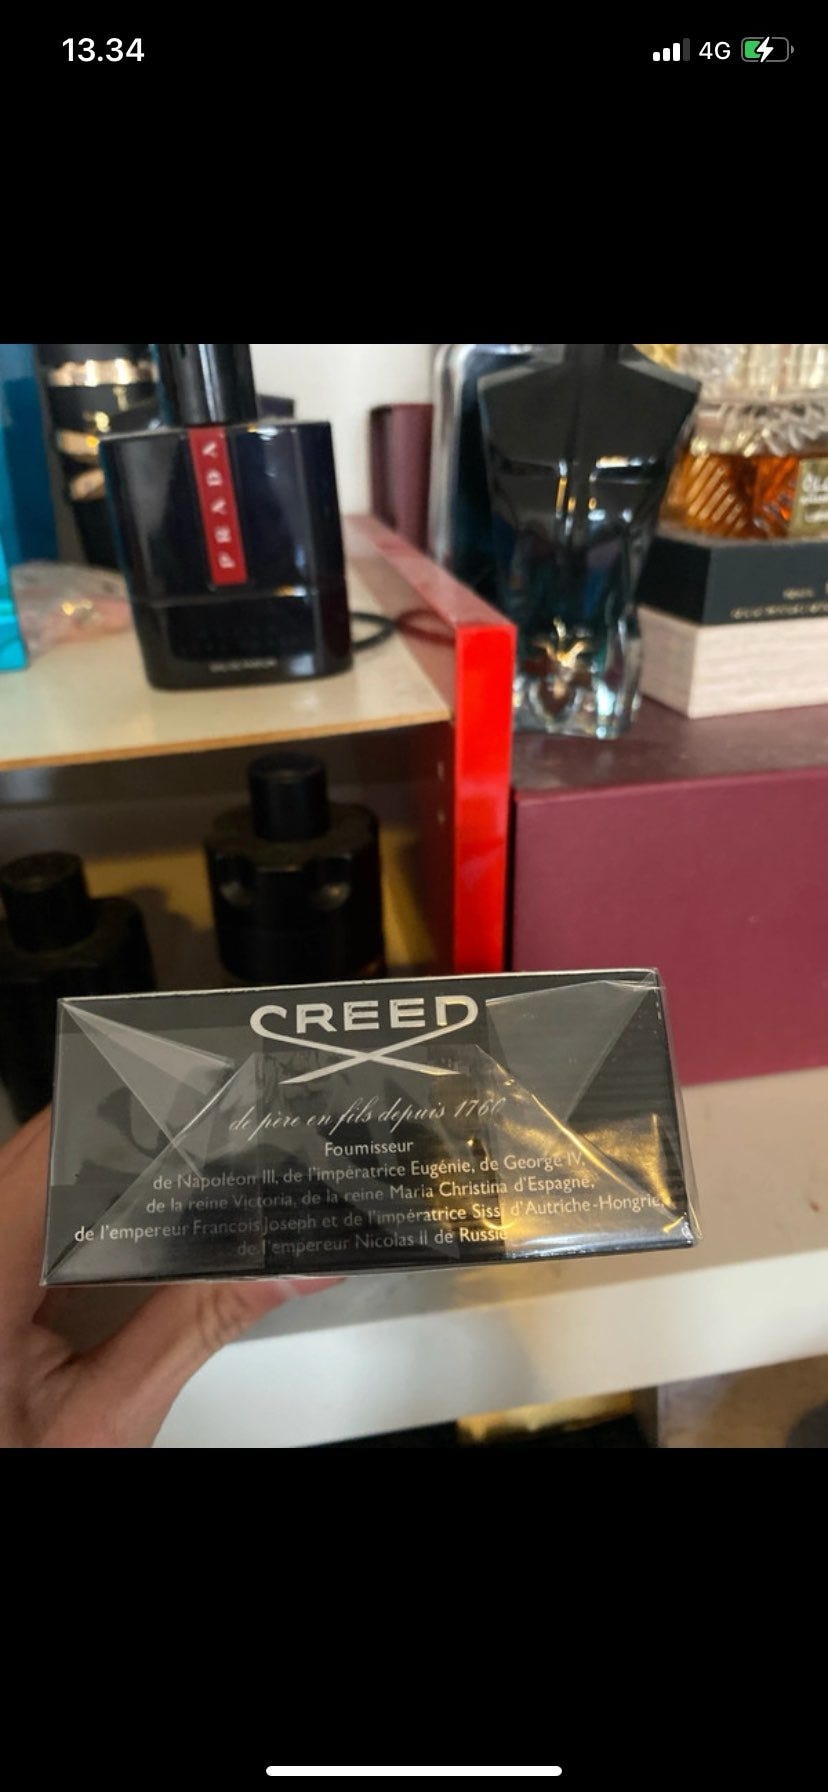 13.34
4G
PRADA
CREED
de père en fils depuis 1760
Foumisseur
de Napoléon III, de l'impératrice Eugénie, de George IV,
de la reine Victoria, de la reine Maria Christina d'Espagne,
de l'empereur Francois Joseph et de l'impératrice Sissi d'Autriche-Hongrie,
de l'empereur Nicolas II de Russie